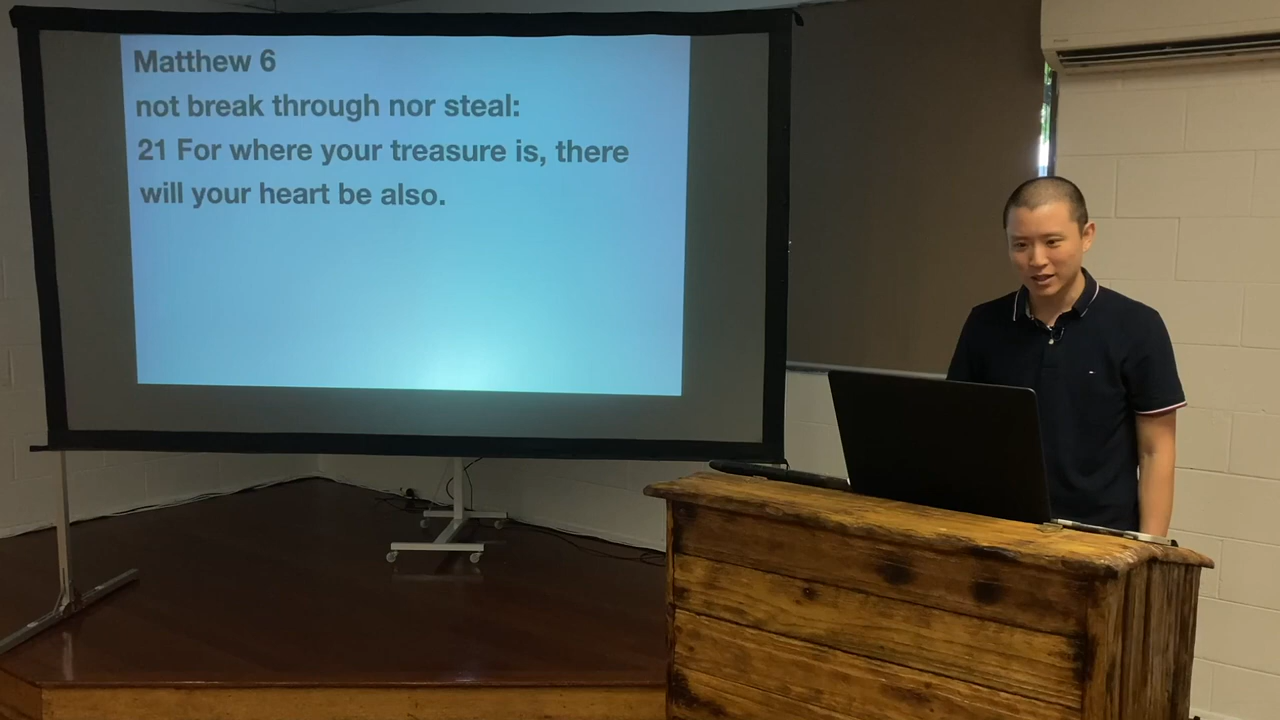 Matthew 6
not break through nor steal:
21 For where your treasure is, there
will your heart be also.